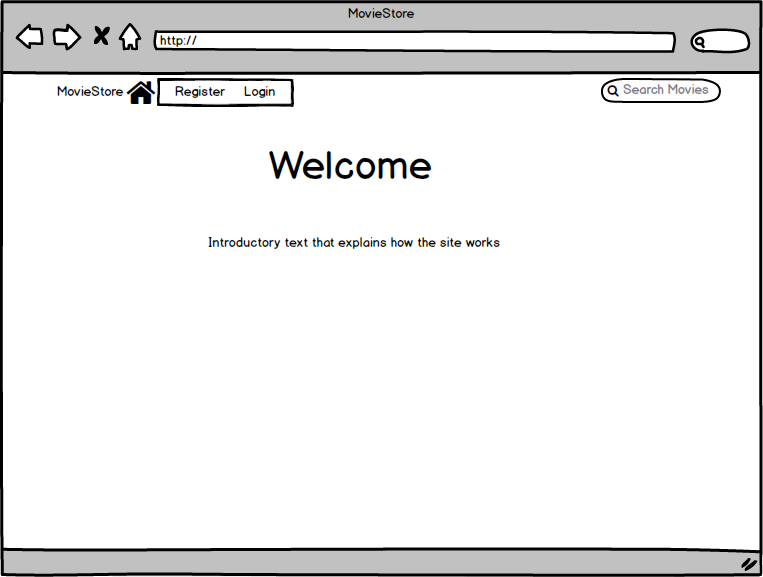 MovieStore
http://
MovieStore Register Login Search Movies
Welcome
Introductory text that explains how the site works